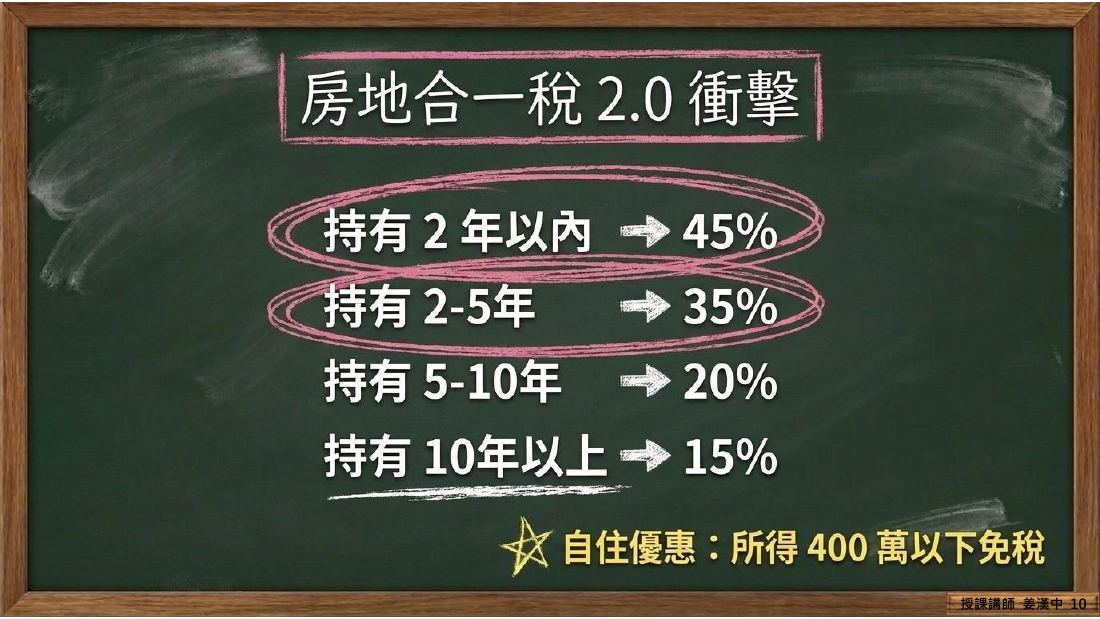 房地合一稅 2.0 衝擊
持有 2 年以內 → 45%
持有 2-5年 → 35%
持有 5-10年 → 20%
持有 10年以上 → 15%
自住優惠：所得 400 萬以下免稅
授課講師 姜漢中 10